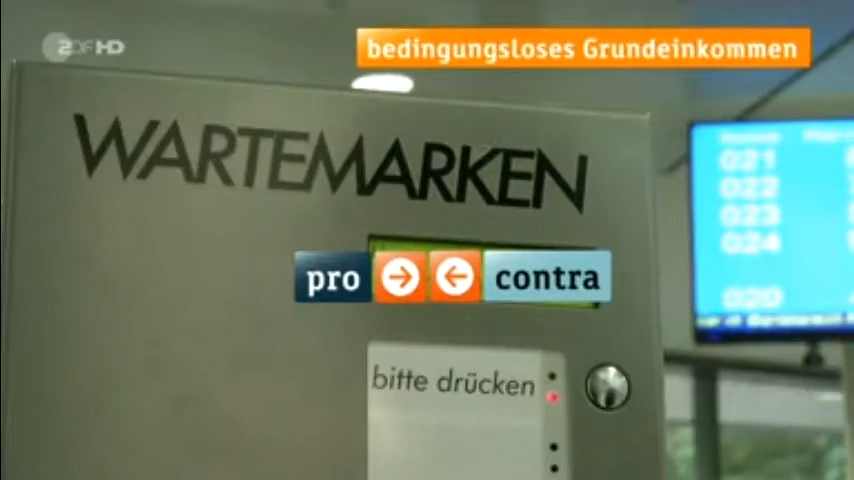 ZDF HD
bedingungsloses Grundeinkommen
WARTEMARKEN
021
022
023
024
020
pro contra
bitte drücken